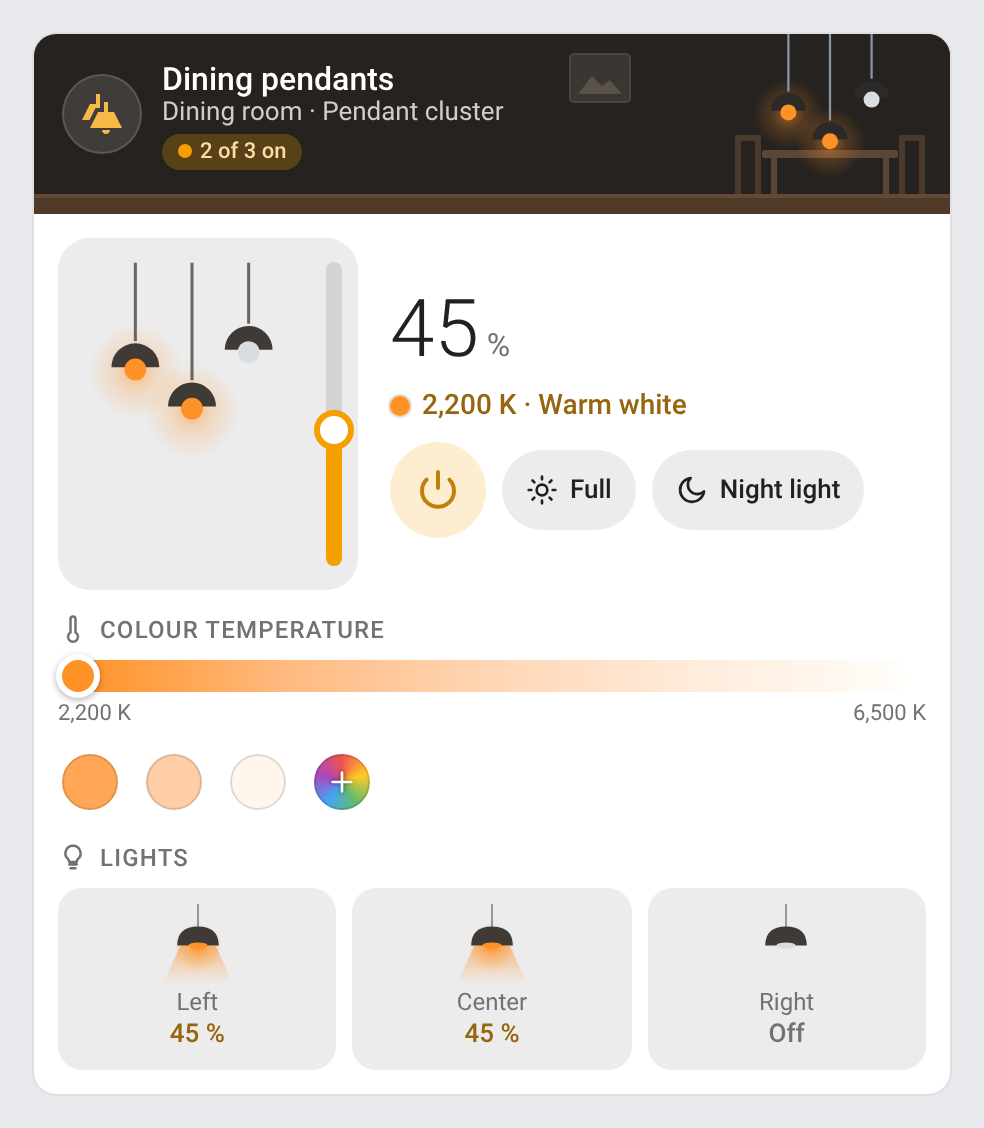 Dining pendants
Dining room · Pendant cluster
2 of 3 on
45 %
2,200 K · Warm white
Full
Night light
COLOUR TEMPERATURE
2,200 K
6,500 K
LIGHTS
Left
45 %
Center
45 %
Right
Off